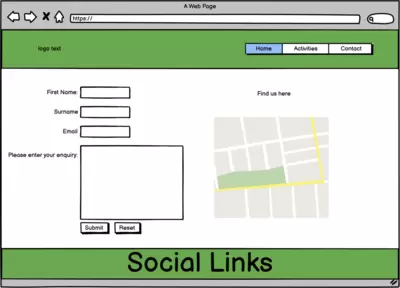 A Web Page
https://
logo text
Home Activities Contact
First Name:
Find us here
Surname
Email
Please enter your enquiry:
Submit Reset
Social Links